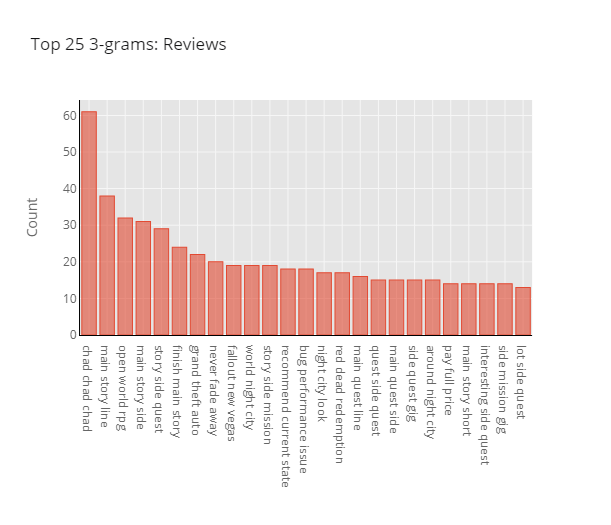 Top 25 3-grams: Reviews
Count
60
50
40
30
20
10
0
chad chad chad
main story line
open world rpg
main story side
story side quest
finish main story
grand theft auto
never fade away
fallout new vegas
world night city
story side mission
recommend current state
bug performance issue
night city look
red dead redemption
main quest line
quest side quest
main quest side
side quest gig
around night city
pay full price
main story short
interesting side quest
side mission gig
lot side quest